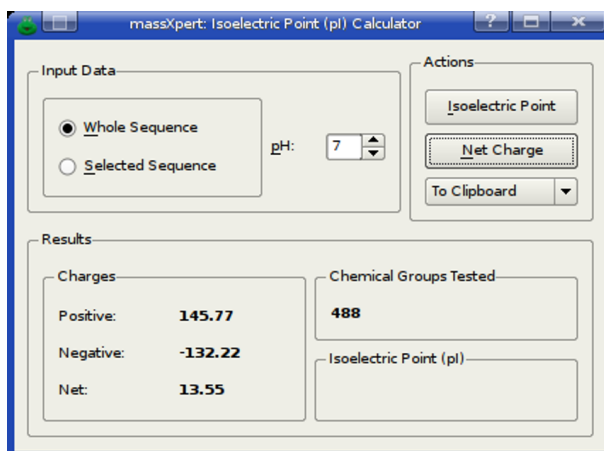 massXpert: Isoelectric Point (pI) Calculator
Input Data
Whole Sequence
Selected Sequence
pH:
7
Actions
Isoelectric Point
Net Charge
To Clipboard
Results
Charges
Positive: 145.77
Negative: -132.22
Net: 13.55
Chemical Groups Tested
488
Isoelectric Point (pI)